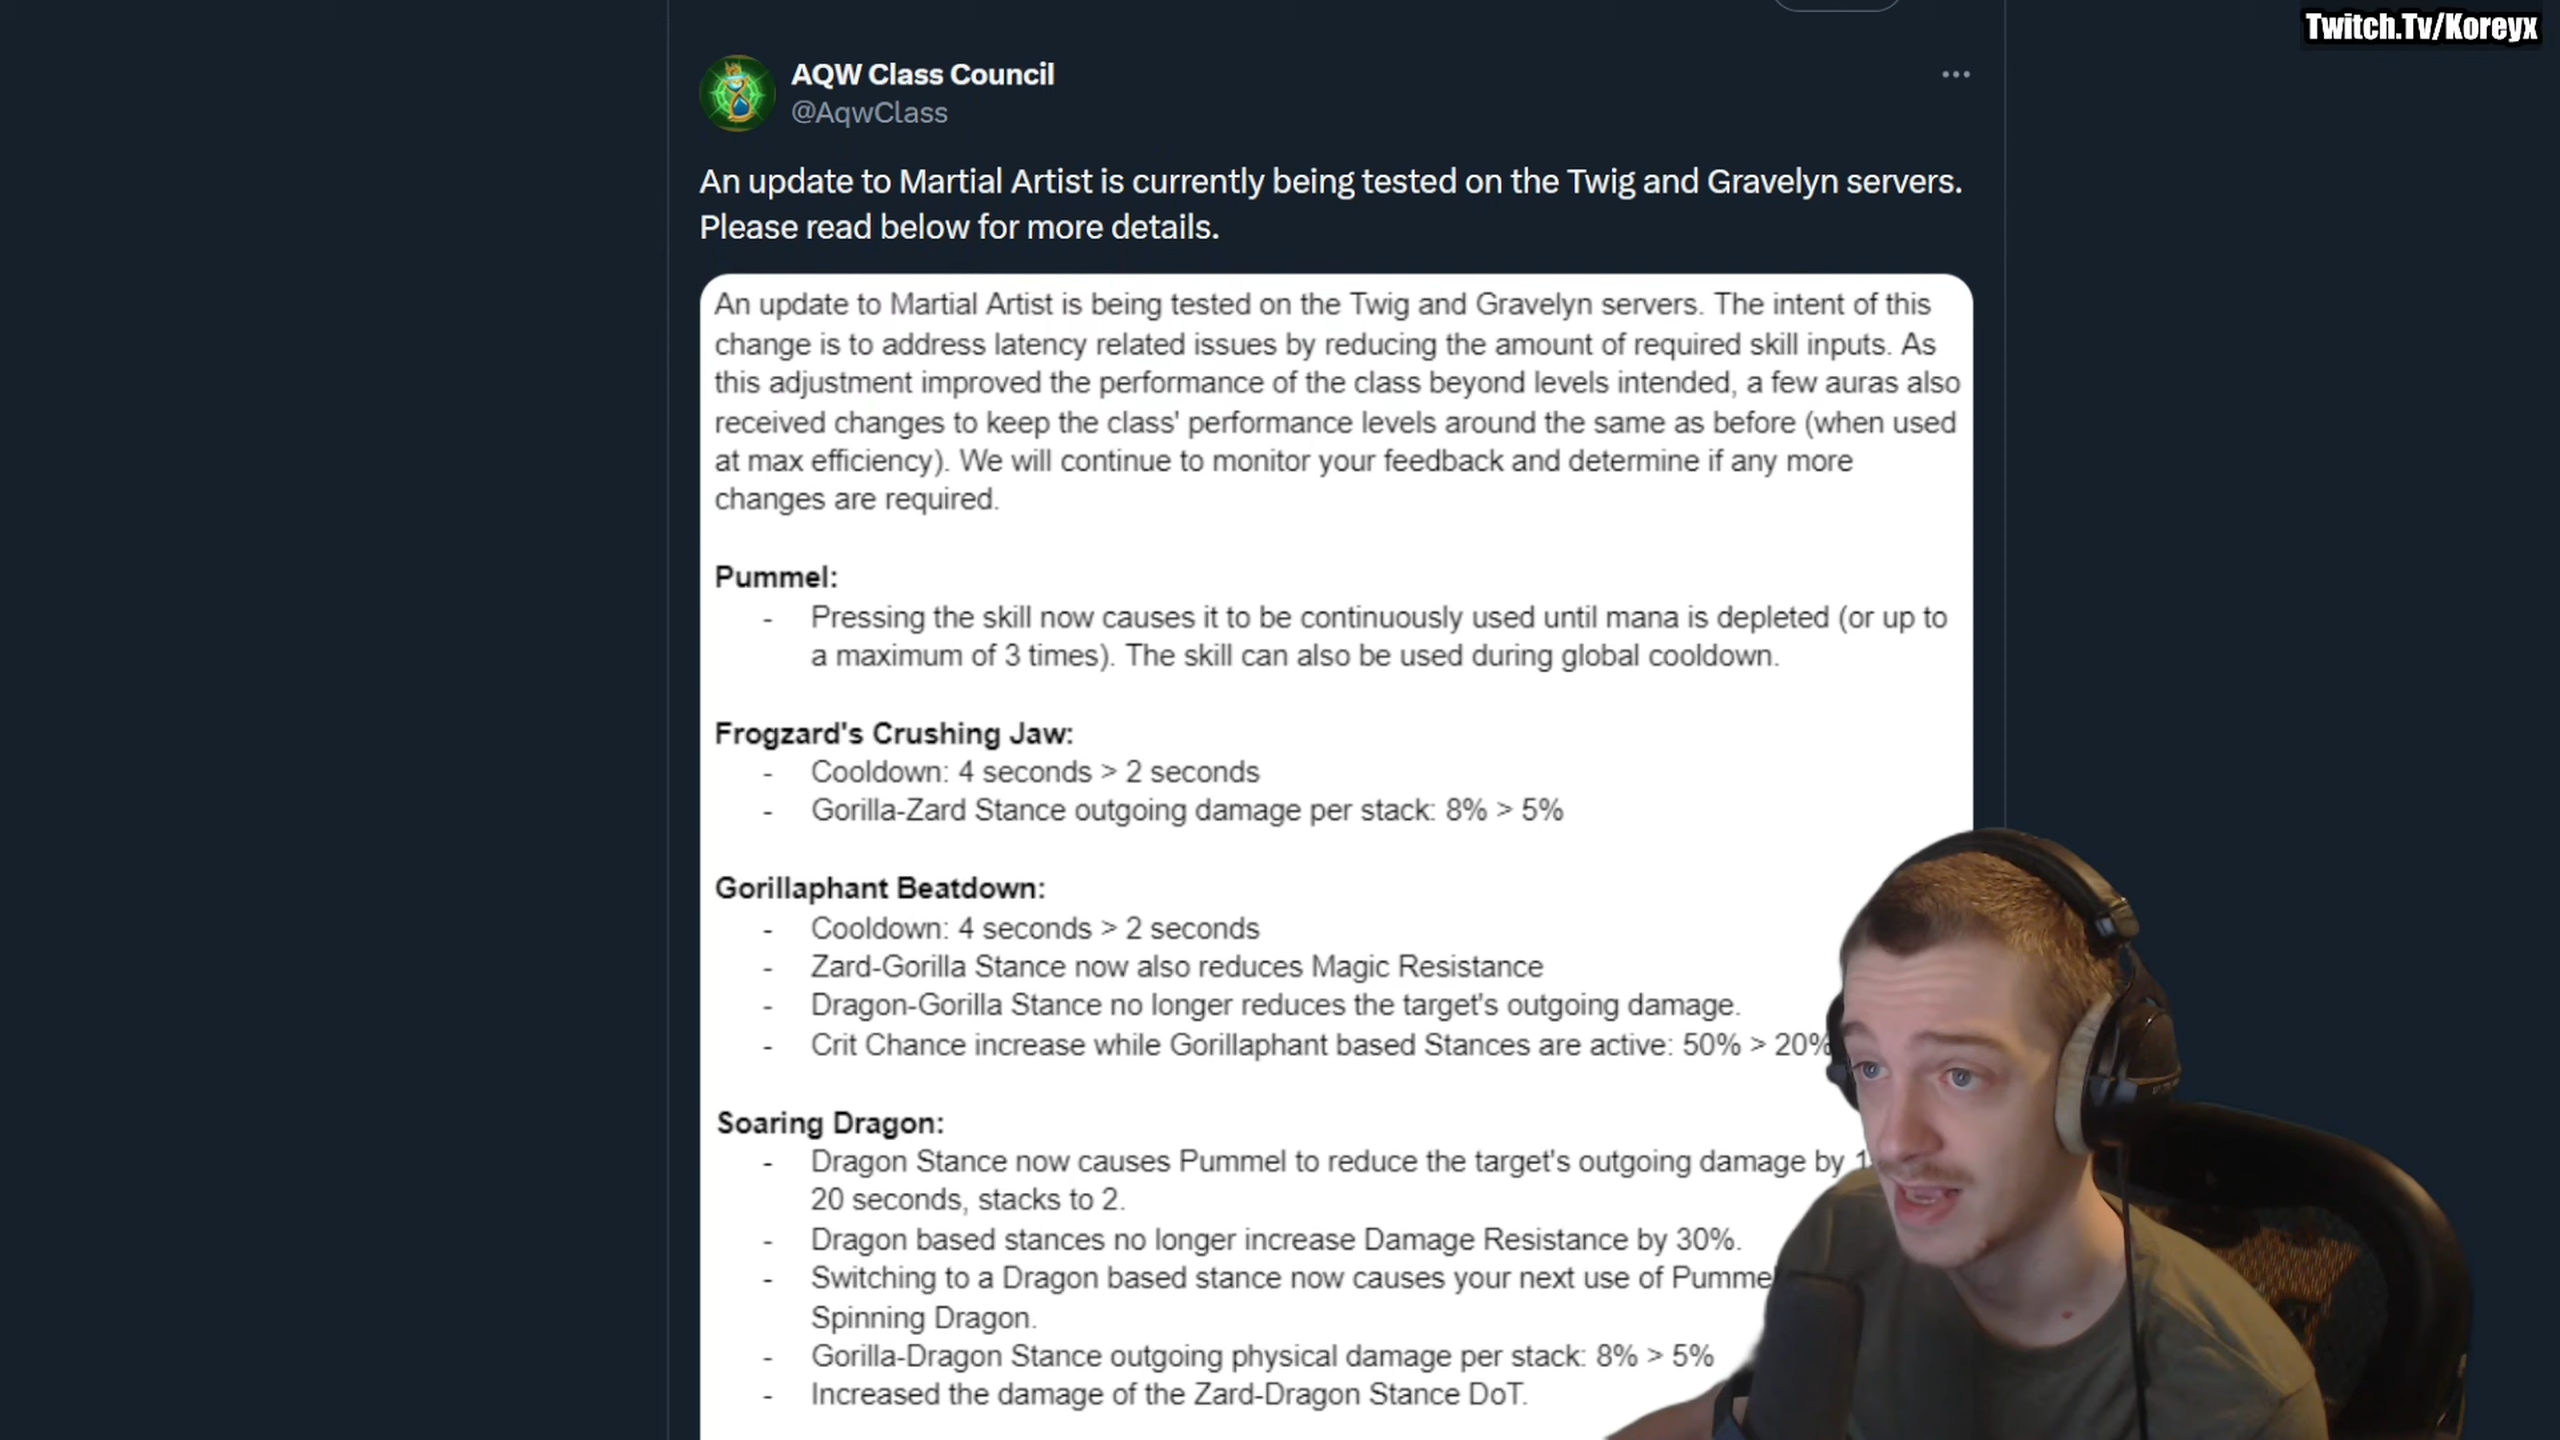 Twitch.Tv/Koreyx
AQW Class Council
@AqwClass
An update to Martial Artist is currently being tested on the Twig and Gravelyn servers.
Please read below for more details.
An update to Martial Artist is being tested on the Twig and Gravelyn servers. The intent of this
change is to address latency related issues by reducing the amount of required skill inputs. As
this adjustment improved the performance of the class beyond levels intended, a few auras also
received changes to keep the class' performance levels around the same as before (when used
at max efficiency). We will continue to monitor your feedback and determine if any more
changes are required.
Pummel:
- Pressing the skill now causes it to be continuously used until mana is depleted (or up to
a maximum of 3 times). The skill can also be used during global cooldown.
Frogzard's Crushing Jaw:
- Cooldown: 4 seconds > 2 seconds
- Gorilla-Zard Stance outgoing damage per stack: 8% > 5%
Gorillaphant Beatdown:
- Cooldown: 4 seconds > 2 seconds
- Zard-Gorilla Stance now also reduces Magic Resistance
- Dragon-Gorilla Stance no longer reduces the target's outgoing damage.
- Crit Chance increase while Gorillaphant based Stances are active: 50% > 20%
Soaring Dragon:
- Dragon Stance now causes Pummel to reduce the target's outgoing damage by
20 seconds, stacks to 2.
- Dragon based stances no longer increase Damage Resistance by 30%.
- Switching to a Dragon based stance now causes your next use of
Spinning Dragon.
- Gorilla-Dragon Stance outgoing physical damage per stack: 8% > 5%
- Increased the damage of the Zard-Dragon Stance DoT.